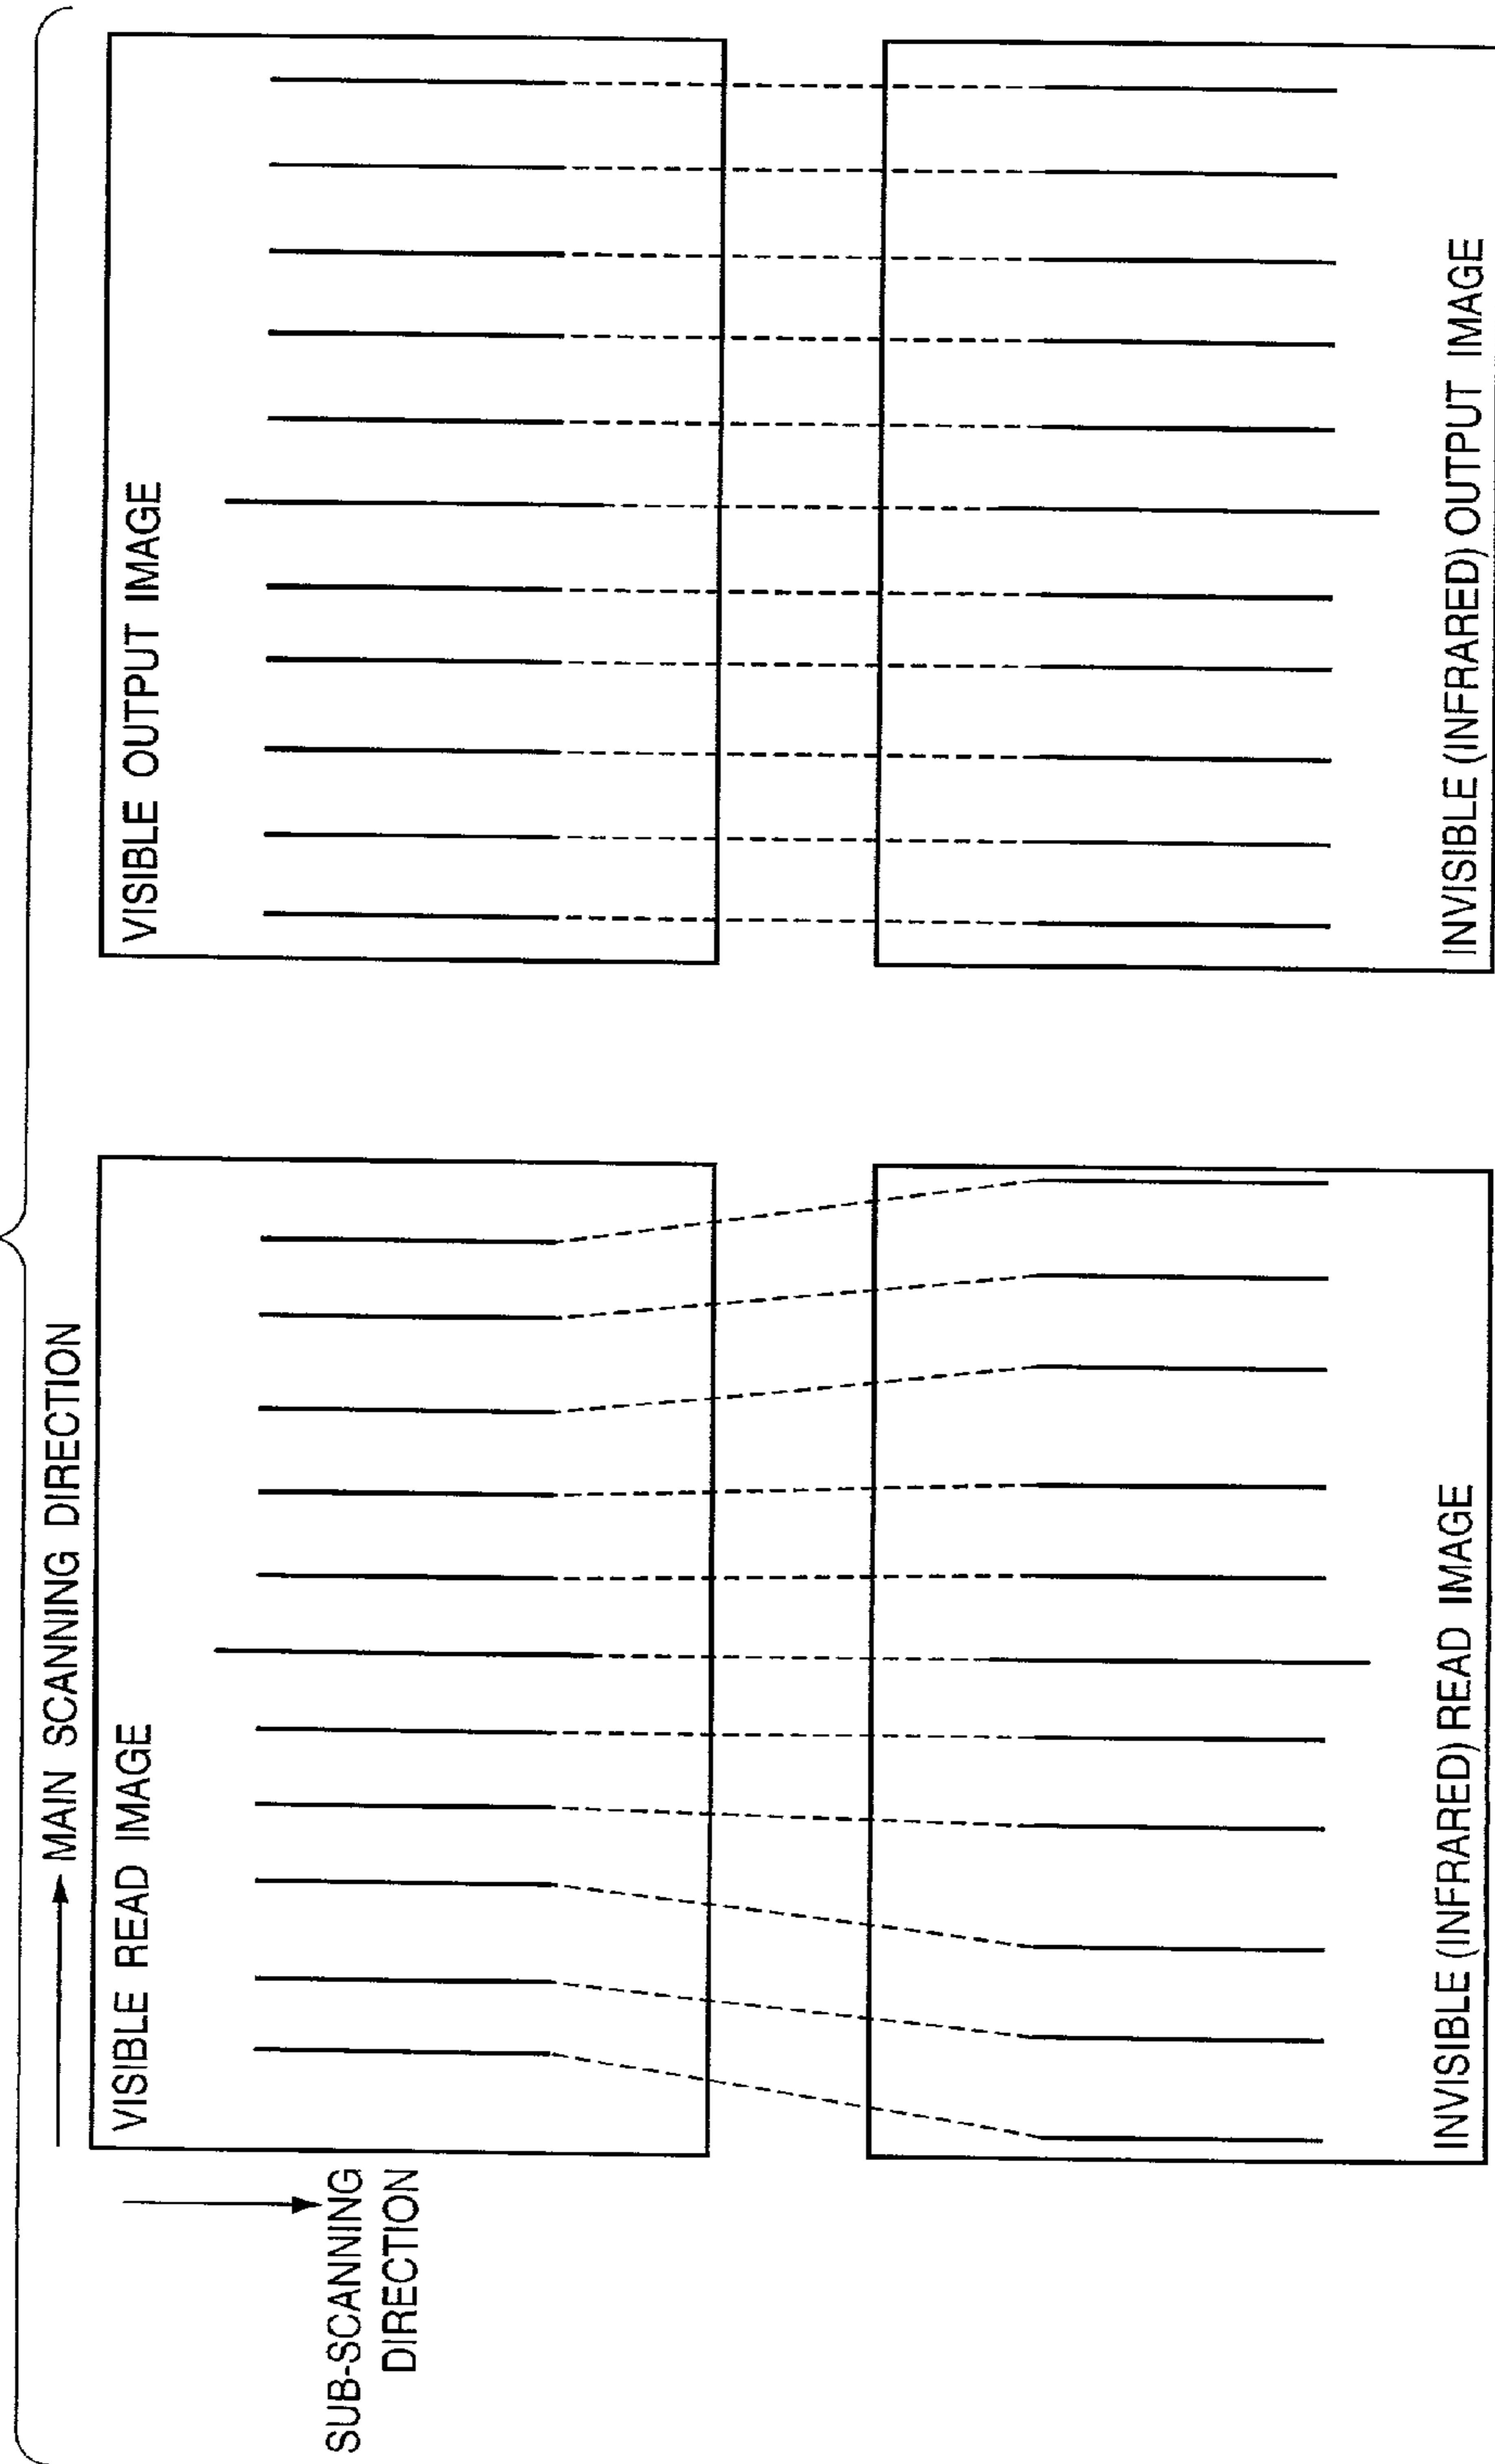 MAIN SCANNING DIRECTION
SUB-SCANNING
DIRECTION
VISIBLE READ IMAGE
VISIBLE OUTPUT IMAGE
INVISIBLE (INFRARED) READ IMAGE
INVISIBLE (INFRARED) OUTPUT IMAGE